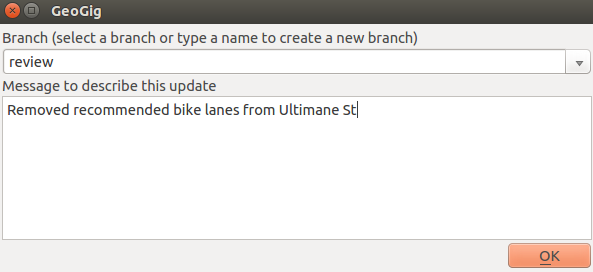 GeoGig
Branch (select a branch or type a name to create a new branch)
review
Message to describe this update
Removed recommended bike lanes from Ultimane St
OK